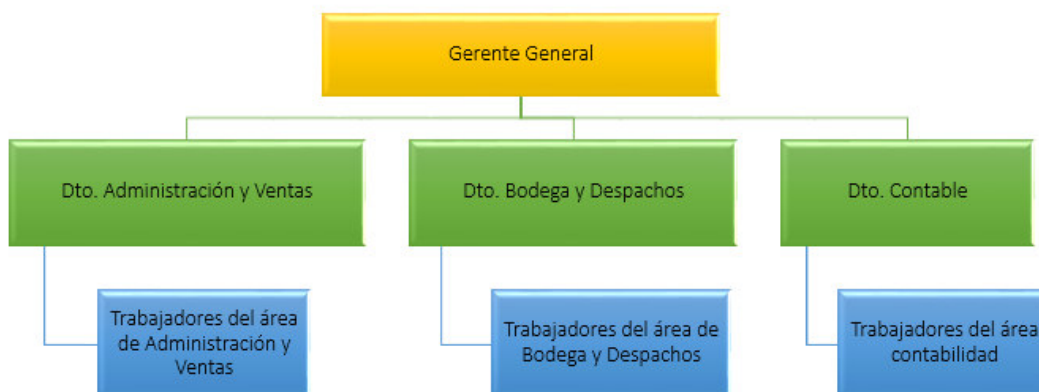 Gerente General
Dto. Administración y Ventas
Dto. Bodega y Despachos
Dto. Contable
Trabajadores del área
de Administración y
Ventas
Trabajadores del área de
Bodega y Despachos
Trabajadores del área
contabilidad